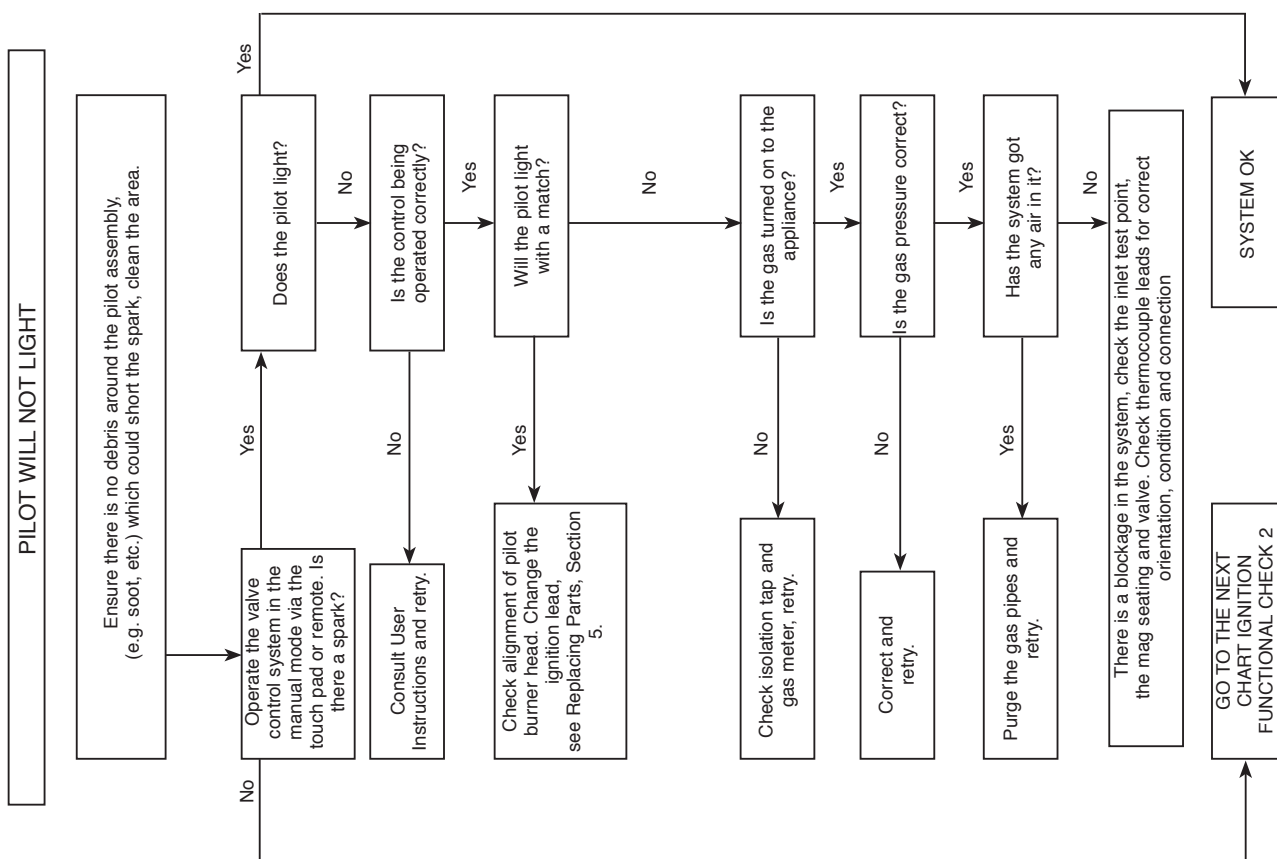 PILOT WILL NOT LIGHT
Ensure there is no debris around the pilot assembly,
(e.g. soot, etc.) which could short the spark, clean the area.
Operate the valve
control system in the
manual mode via the
touch pad or remote. Is
there a spark?
No
Yes
Does the pilot light?
Yes
No
Is the control being
operated correctly?
No
Consult User
Instructions and retry.
Yes
Will the pilot light
with a match?
Yes
Check alignment of pilot
burner head. Change the
ignition lead,
see Replacing Parts, Section
5.
No
Is the gas turned on to the
appliance?
No
Check isolation tap and
gas meter, retry.
Yes
Is the gas pressure correct?
No
Correct and
retry.
Yes
Has the system got
any air in it?
Yes
Purge the gas pipes and
retry.
No
There is a blockage in the system, check the inlet test point,
the mag seating and valve. Check thermocouple leads for correct
orientation, condition and connection
GO TO THE NEXT
CHART IGNITION
FUNCTIONAL CHECK 2
SYSTEM OK